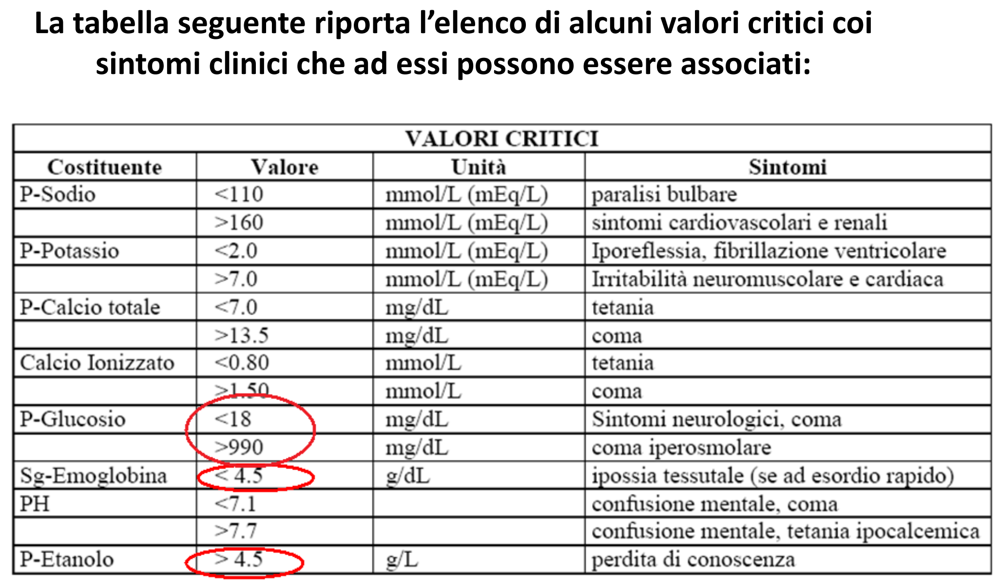 La tabella seguente riporta l’elenco di alcuni valori critici coi
sintomi clinici che ad essi possono essere associati:
VALORI CRITICI
Costituente Valore Unità Sintomi
P-Sodio <110 mmol/L (mEq/L) paralisi bulbare
>160 mmol/L (mEq/L) sintomi cardiovascolari e renali
P-Potassio <2.0 mmol/L (mEq/L) Iporeflessia, fibrillazione ventricolare
>7.0 mmol/L (mEq/L) Irritabilità neuromuscolare e cardiaca
P-Calcio totale <7.0 mg/dL tetania
>13.5 mg/dL coma
Calcio Ionizzato <0.80 mmol/L tetania
>1.50 mmol/L coma
P-Glucosio <18 mg/dL Sintomi neurologici, coma
>990 mg/dL coma iperosmolare
Sg-Emoglobina < 4.5 g/dL ipossia tessutale (se ad esordio rapido)
PH <7.1 confusione mentale, coma
>7.7 confusione mentale, tetania ipocalcemica
P-Etanolo > 4.5 g/L perdita di conoscenza